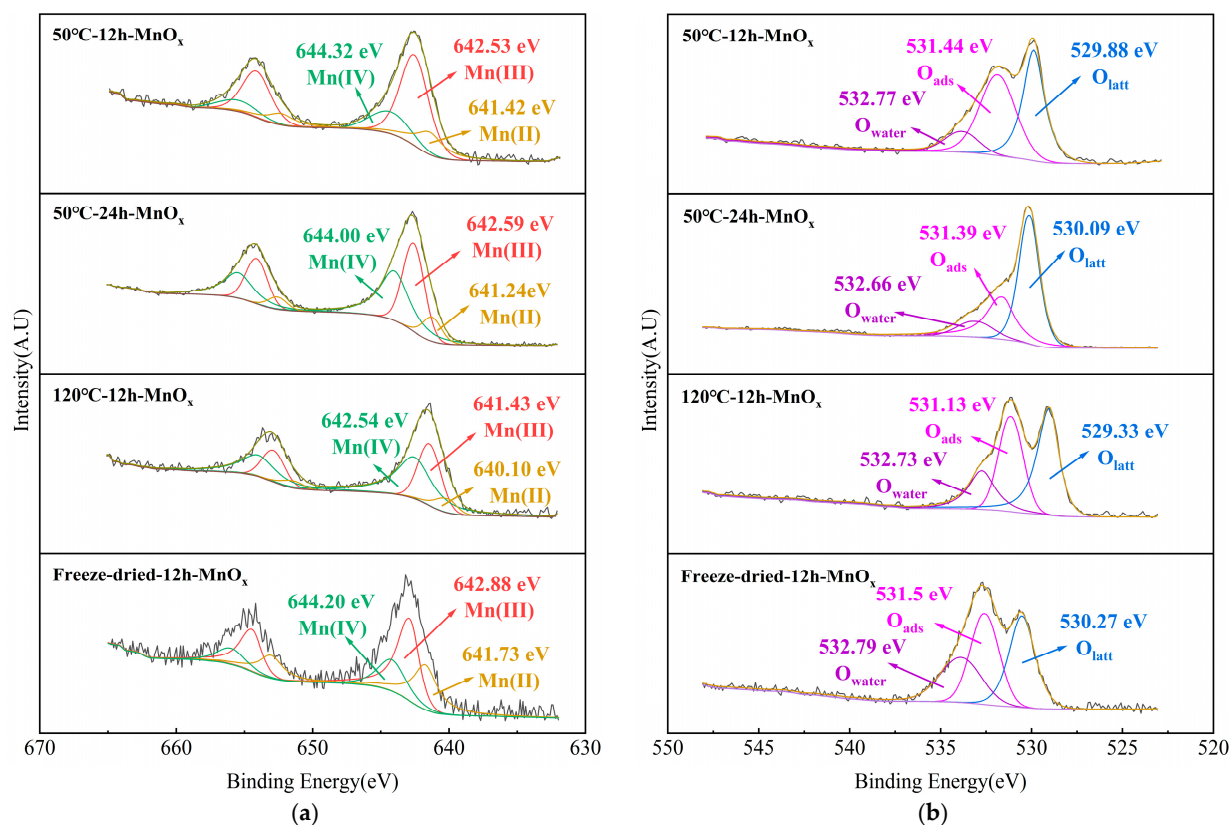 50℃-12h-MnOx
644.32 eV
Mn(IV)
642.53 eV
Mn(III)
641.42 eV
Mn(II)
50℃-24h-MnOx
644.00 eV
Mn(IV)
642.59 eV
Mn(III)
641.24eV
Mn(II)
120℃-12h-MnOx
642.54 eV
Mn(IV)
641.43 eV
Mn(III)
640.10 eV
Mn(II)
Freeze-dried-12h-MnOx
644.20 eV
Mn(IV)
642.88 eV
Mn(III)
641.73 eV
Mn(II)
Intensity(A.U)
670 660 650 640 630
Binding Energy(eV)
(a)
50℃-12h-MnOx
532.77 eV
Owater
531.44 eV
Oads
529.88 eV
Olatt
50℃-24h-MnOx
532.66 eV
Owater
531.39 eV
Oads
530.09 eV
Olatt
120℃-12h-MnOx
532.73 eV
Owater
531.13 eV
Oads
529.33 eV
Olatt
Freeze-dried-12h-MnOx
532.79 eV
Owater
531.5 eV
Oads
530.27 eV
Olatt
Intensity(A.U)
550 545 540 535 530 525 520
Binding Energy(eV)
(b)